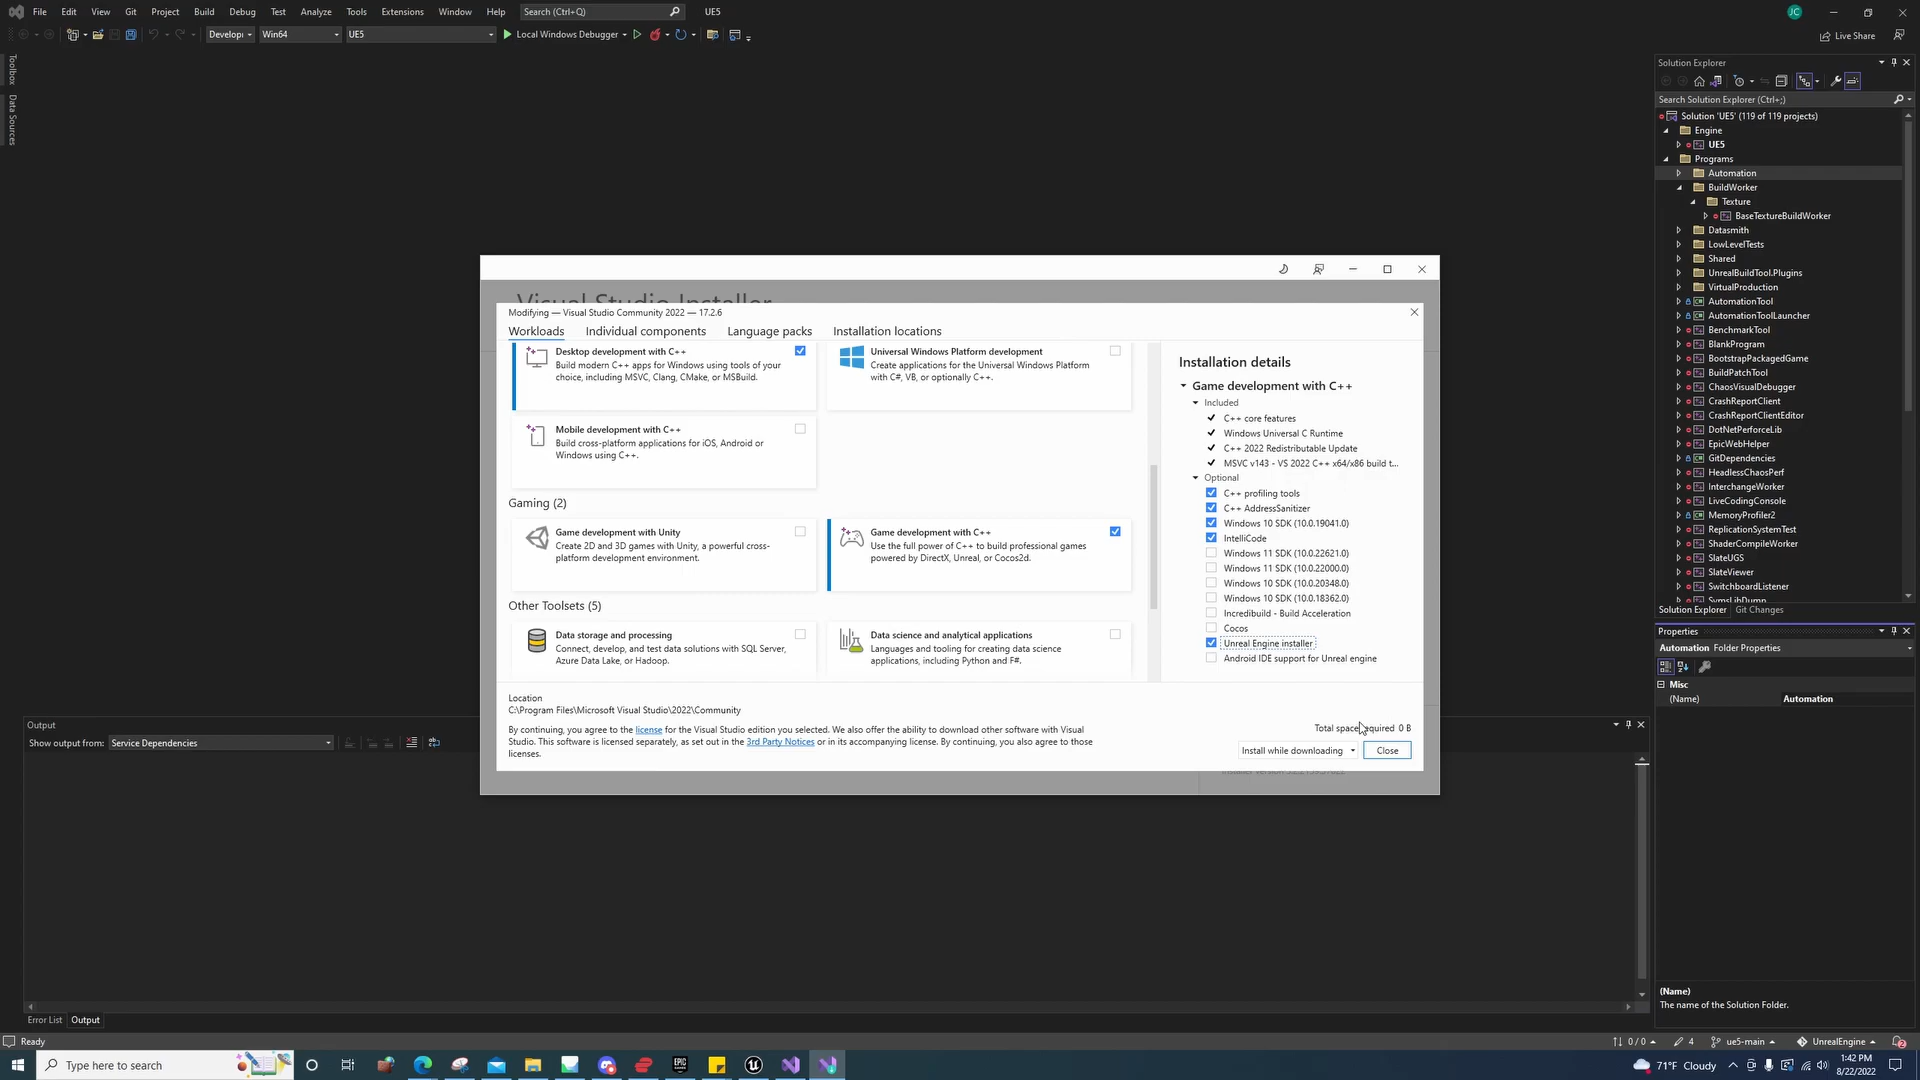 File Edit View Git Project Build Debug Test Analyze Tools Extensions Window Help Search (Ctrl+Q) UE5
JC
Develop Win64 UE5 Local Windows Debugger
Live Share
Toolbox
Data Sources
Solution Explorer
Search Solution Explorer (Ctrl+;)
Solution 'UE5' (119 of 119 projects)
Engine
UE5
Programs
Automation
BuildWorker
Texture
BaseTextureBuildWorker
Datasmith
LowLevelTests
Shared
UnrealBuildTool.Plugins
VirtualProduction
AutomationTool
AutomationToolLauncher
BenchmarkTool
BlankProgram
BootstrapPackagedGame
BuildPatchTool
ChaosVisualDebugger
CrashReportClient
CrashReportClientEditor
DotNetPerforceLib
EpicWebHelper
GitDependencies
HeadlessChaosPerf
InterchangeWorker
LiveCodingConsole
MemoryProfiler2
ReplicationSystemTest
ShaderCompileWorker
SlateUGS
SlateViewer
SwitchboardListener
SymsLibDump
Solution Explorer Git Changes
Properties
Automation Folder Properties
Misc
(Name) Automation
(Name)
The name of the Solution Folder.
Visual Studio Installer
Modifying — Visual Studio Community 2022 — 17.2.6
Workloads Individual components Language packs Installation locations
Desktop development with C++
Build modern C++ apps for Windows using tools of your
choice, including MSVC, Clang, CMake, or MSBuild.
Universal Windows Platform development
Create applications for the Universal Windows Platform
with C#, VB, or optionally C++.
Mobile development with C++
Build cross-platform applications for iOS, Android or
Windows using C++.
Gaming (2)
Game development with Unity
Create 2D and 3D games with Unity, a powerful cross-
platform development environment.
Game development with C++
Use the full power of C++ to build professional games
powered by DirectX, Unreal, or Cocos2d.
Other Toolsets (5)
Data storage and processing
Connect, develop, and test data solutions with SQL Server,
Azure Data Lake, or Hadoop.
Data science and analytical applications
Languages and tooling for creating data science
applications, including Python and F#.
Installation details
Game development with C++
Included
C++ core features
Windows Universal C Runtime
C++ 2022 Redistributable Update
MSVC v143 - VS 2022 C++ x64/x86 build t...
Optional
C++ profiling tools
C++ AddressSanitizer
Windows 10 SDK (10.0.19041.0)
IntelliCode
Windows 11 SDK (10.0.22621.0)
Windows 11 SDK (10.0.22000.0)
Windows 10 SDK (10.0.20348.0)
Windows 10 SDK (10.0.18362.0)
Incredibuild - Build Acceleration
Cocos
Unreal Engine installer
Android IDE support for Unreal engine
Location
C:\Program Files\Microsoft Visual Studio\2022\Community
By continuing, you agree to the license for the Visual Studio edition you selected. We also offer the ability to download other software with Visual
Studio. This software is licensed separately, as set out in the 3rd Party Notices or in its accompanying license. By continuing, you also agree to those
licenses.
Total space required 0 B
Install while downloading Close
Output
Show output from: Service Dependencies
Error List Output
Ready
0 / 0 4 ue5-main UnrealEngine 2
Type here to search
EPIC GAMES
71°F Cloudy
1:42 PM
8/22/2022